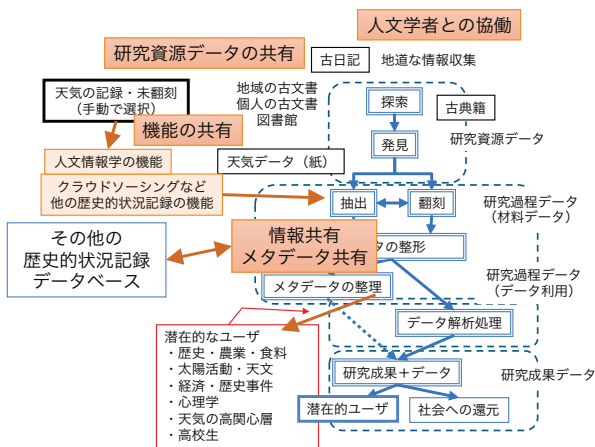 人文学者との協働
研究資源データの共有
古日記
地道な情報収集
天気の記録・未翻刻
（手動で選択）
地域の古文書
個人の古文書
図書館
探索
古典籍
機能の共有
発見
研究資源データ
人文情報学の機能
天気データ（紙）
クラウドソーシングなど
他の歴史的状況記録の機能
抽出
翻刻
研究過程データ
（材料データ）
その他の
歴史的状況記録
データベース
情報共有
メタデータ共有
タの整形
研究過程データ
（データ利用）
メタデータの整理
データ解析処理
潜在的なユーザ
・歴史・農業・食料
・太陽活動・天文
・経済・歴史事件
・心理学
・天気の高関心層
・高校生
研究成果＋データ
研究成果データ
潜在的ユーザ
社会への還元